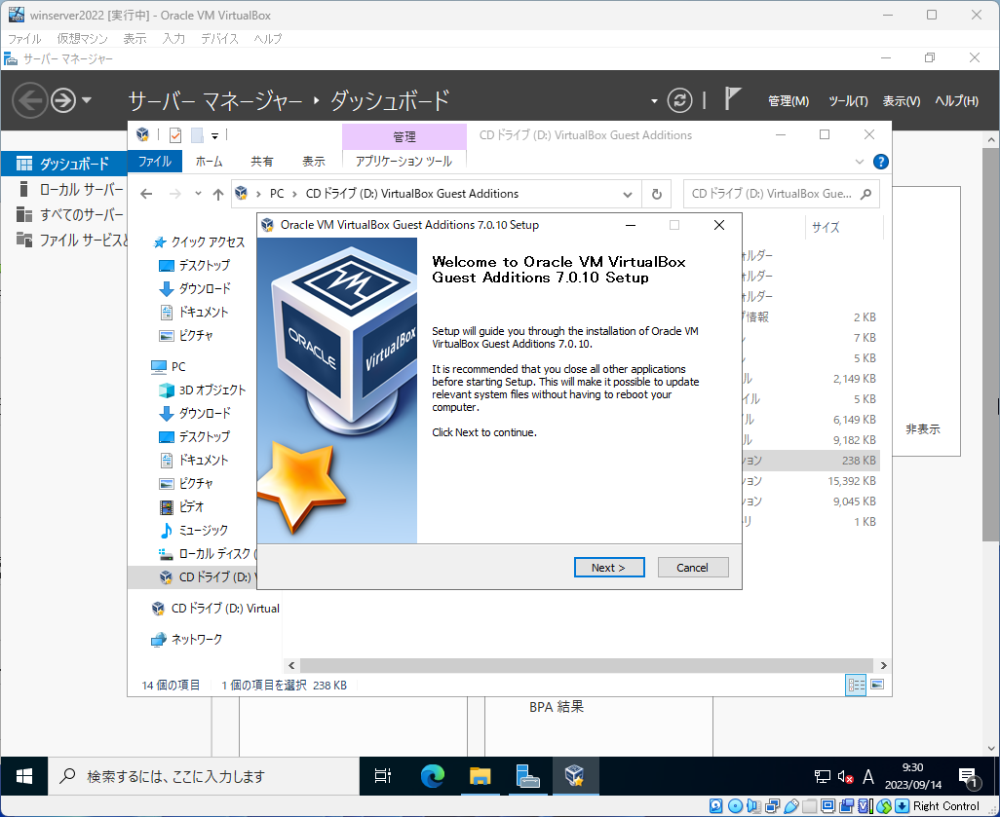 winserver2022 [実行中] - Oracle VM VirtualBox
ファイル 仮想マシン 表示 入力 デバイス ヘルプ
サーバー マネージャー
サーバー マネージャー ダッシュボード
管理(M) ツール(T) 表示(V) ヘルプ(H)
ダッシュボード
ローカル サーバー
すべてのサーバー
ファイル サービスと
管理
CD ドライブ (D:) VirtualBox Guest Additions
ファイル ホーム 共有 表示 アプリケーション ツール
PC CD ドライブ (D:) VirtualBox Guest Additions
CD ドライブ (D:) VirtualBox Gue...
クイック アクセス
デスクトップ
ダウンロード
ドキュメント
ピクチャ
PC
3D オブジェクト
ダウンロード
デスクトップ
ドキュメント
ピクチャ
ビデオ
ミュージック
ローカル ディスク (
CD ドライブ (D:) V
CD ドライブ (D:) Virtual
ネットワーク
サイズ
ォルダー
ォルダー
ォルダー
プ情報 2 KB
7 KB
5 KB
ル 2,149 KB
イル 5 KB
ル 6,149 KB
ル 9,182 KB
ション 238 KB
ション 15,392 KB
ション 9,045 KB
リ 1 KB
非表示
Oracle VM VirtualBox Guest Additions 7.0.10 Setup
ORACLE
VirtualBox
Welcome to Oracle VM VirtualBox
Guest Additions 7.0.10 Setup
Setup will guide you through the installation of Oracle VM
VirtualBox Guest Additions 7.0.10.
It is recommended that you close all other applications
before starting Setup. This will make it possible to update
relevant system files without having to reboot your
computer.
Click Next to continue.
Next > Cancel
14 個の項目 1 個の項目を選択 238 KB
BPA 結果
検索するには、ここに入力します
A
9:30
2023/09/14
1
Right Control